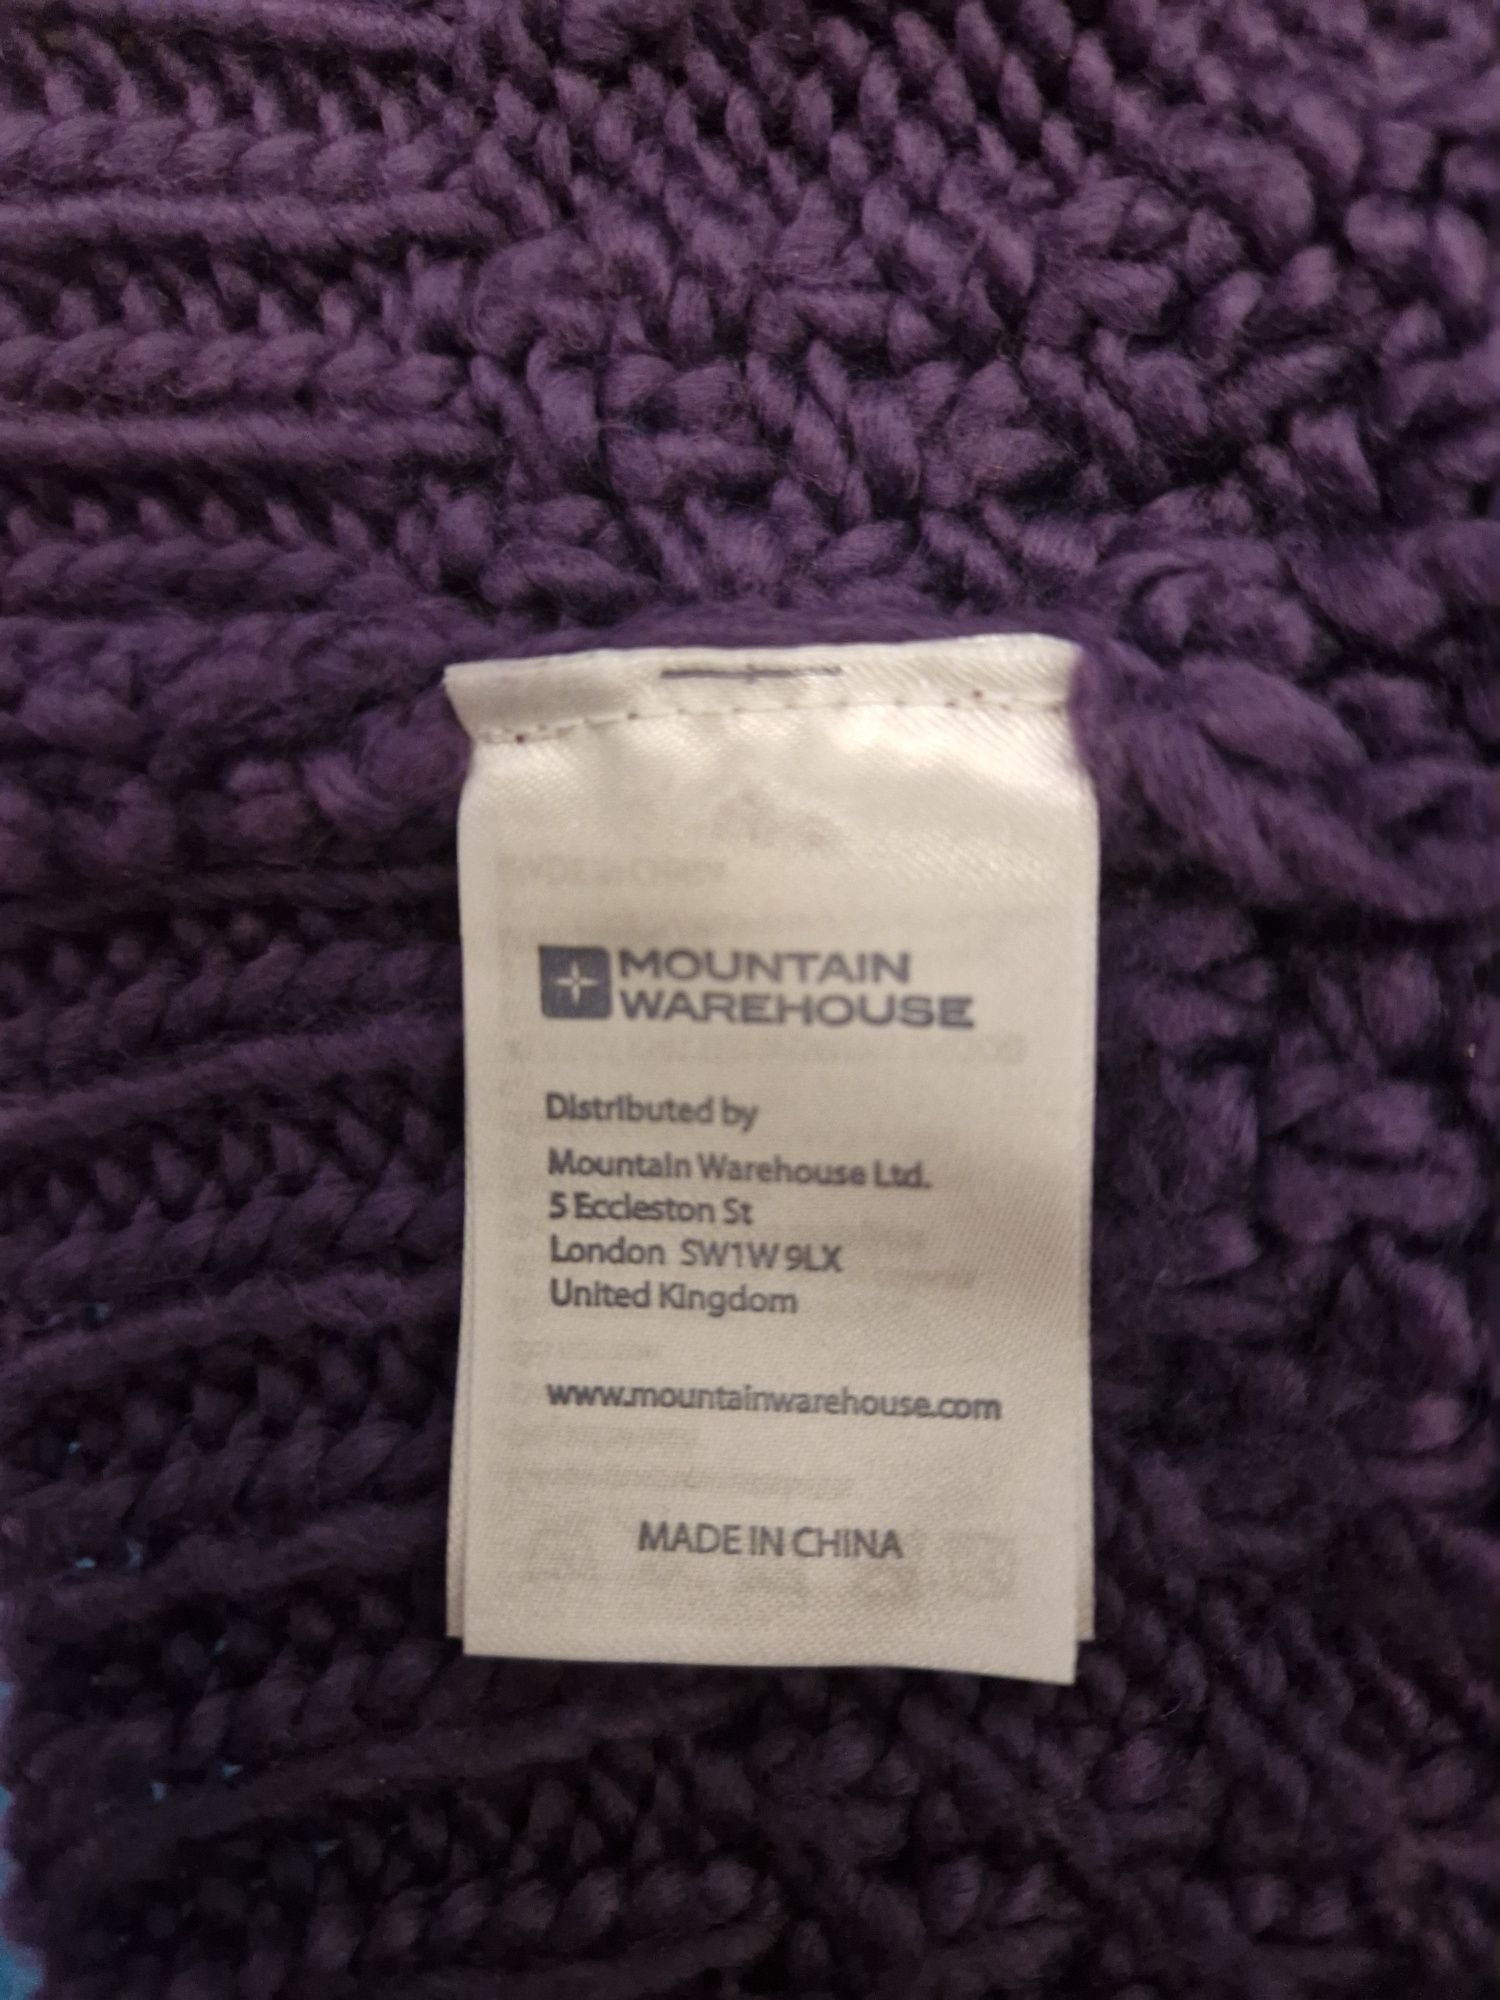 MOUNTAIN
WAREHOUSE
Distributed by
Mountain Warehouse Ltd.
5 Eccleston St
London SW1W 9LX
United Kingdom
www.mountainwarehouse.com
MADE IN CHINA